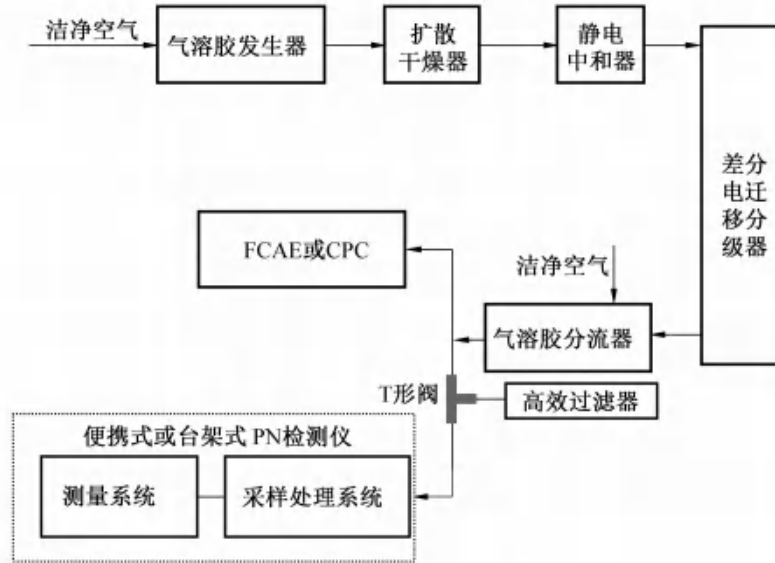 洁净空气
气溶胶发生器
扩散
干燥器
静电
中和器
差分
电迁
移分
级器
FCAE或CPC
洁净空气
气溶胶分流器
T形阀
高效过滤器
便携式或台架式 PN检测仪
测量系统
采样处理系统